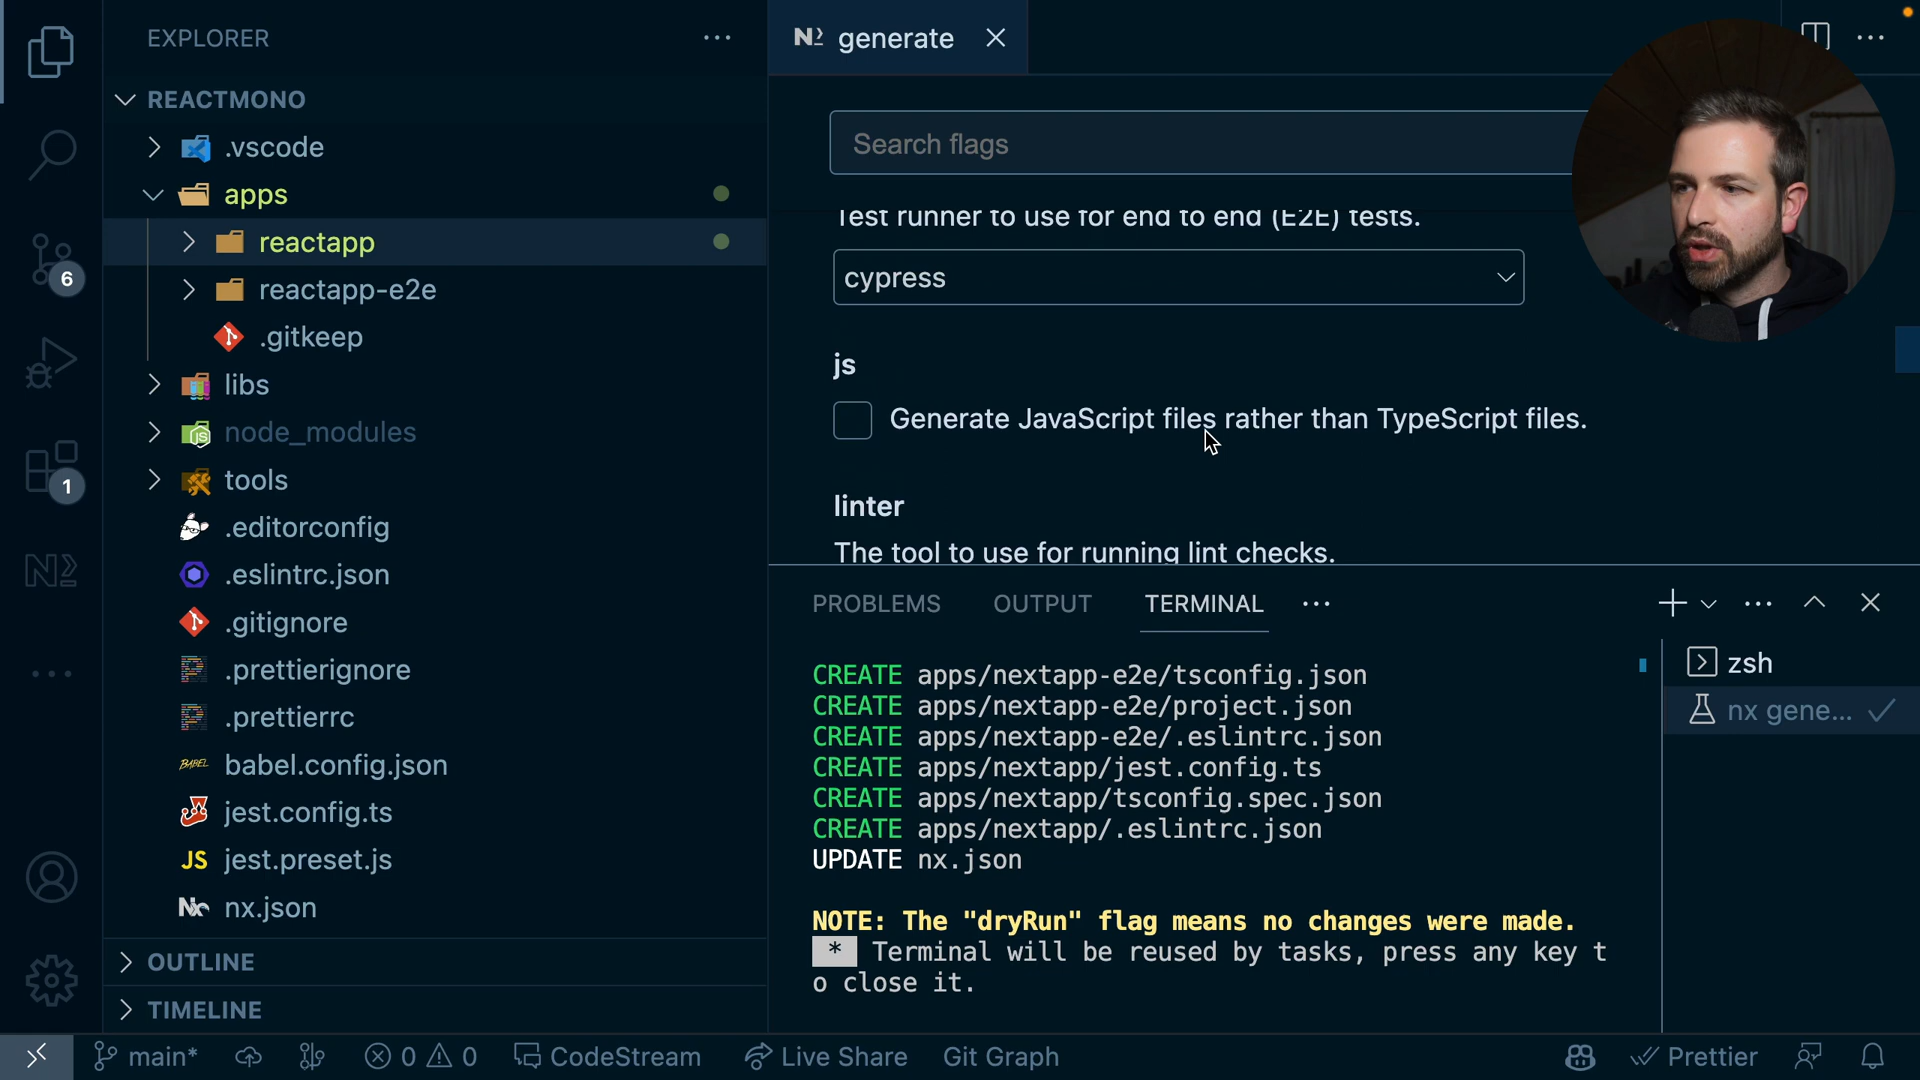 EXPLORER
REACTMONO
.vscode
apps
reactapp
reactapp-e2e
.gitkeep
libs
node_modules
tools
.editorconfig
.eslintrc.json
.gitignore
.prettierignore
.prettierrc
BABEL babel.config.json
jest.config.ts
JS jest.preset.js
nx.json
OUTLINE
TIMELINE
6
1
generate
Search flags
Test runner to use for end to end (E2E) tests.
cypress
js
Generate JavaScript files rather than TypeScript files.
linter
The tool to use for running lint checks.
PROBLEMS OUTPUT TERMINAL
CREATE apps/nextapp-e2e/tsconfig.json
CREATE apps/nextapp-e2e/project.json
CREATE apps/nextapp-e2e/.eslintrc.json
CREATE apps/nextapp/jest.config.ts
CREATE apps/nextapp/tsconfig.spec.json
CREATE apps/nextapp/.eslintrc.json
UPDATE nx.json
NOTE: The "dryRun" flag means no changes were made.
* Terminal will be reused by tasks, press any key t
o close it.
zsh
nx gene...
main* 0 0 CodeStream Live Share Git Graph Prettier